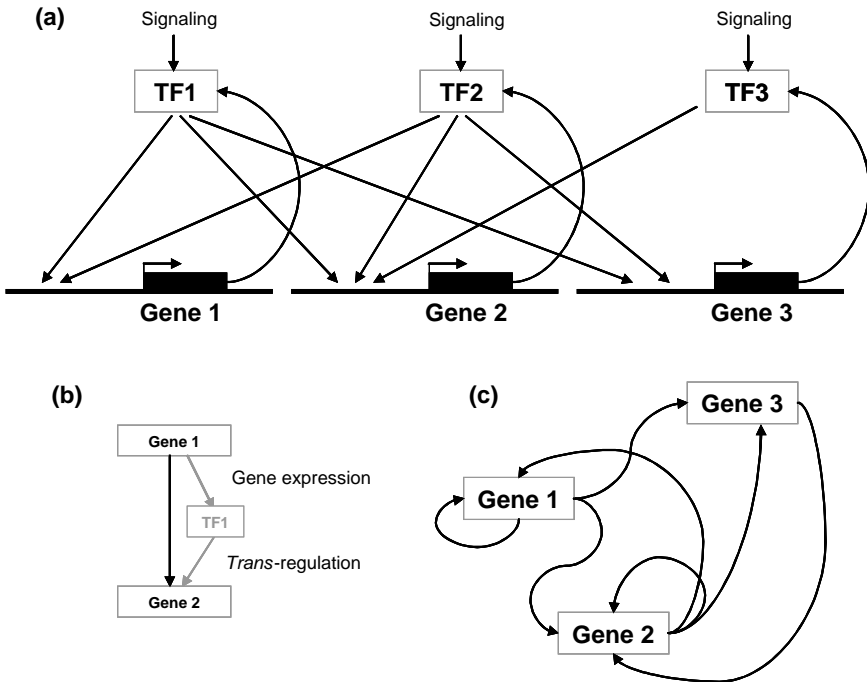 (a)
Signaling
Signaling
Signaling
TF1
TF2
TF3
Gene 1
Gene 2
Gene 3
(b)
Gene 1
Gene expression
TF1
Trans-regulation
Gene 2
(c)
Gene 3
Gene 1
Gene 2